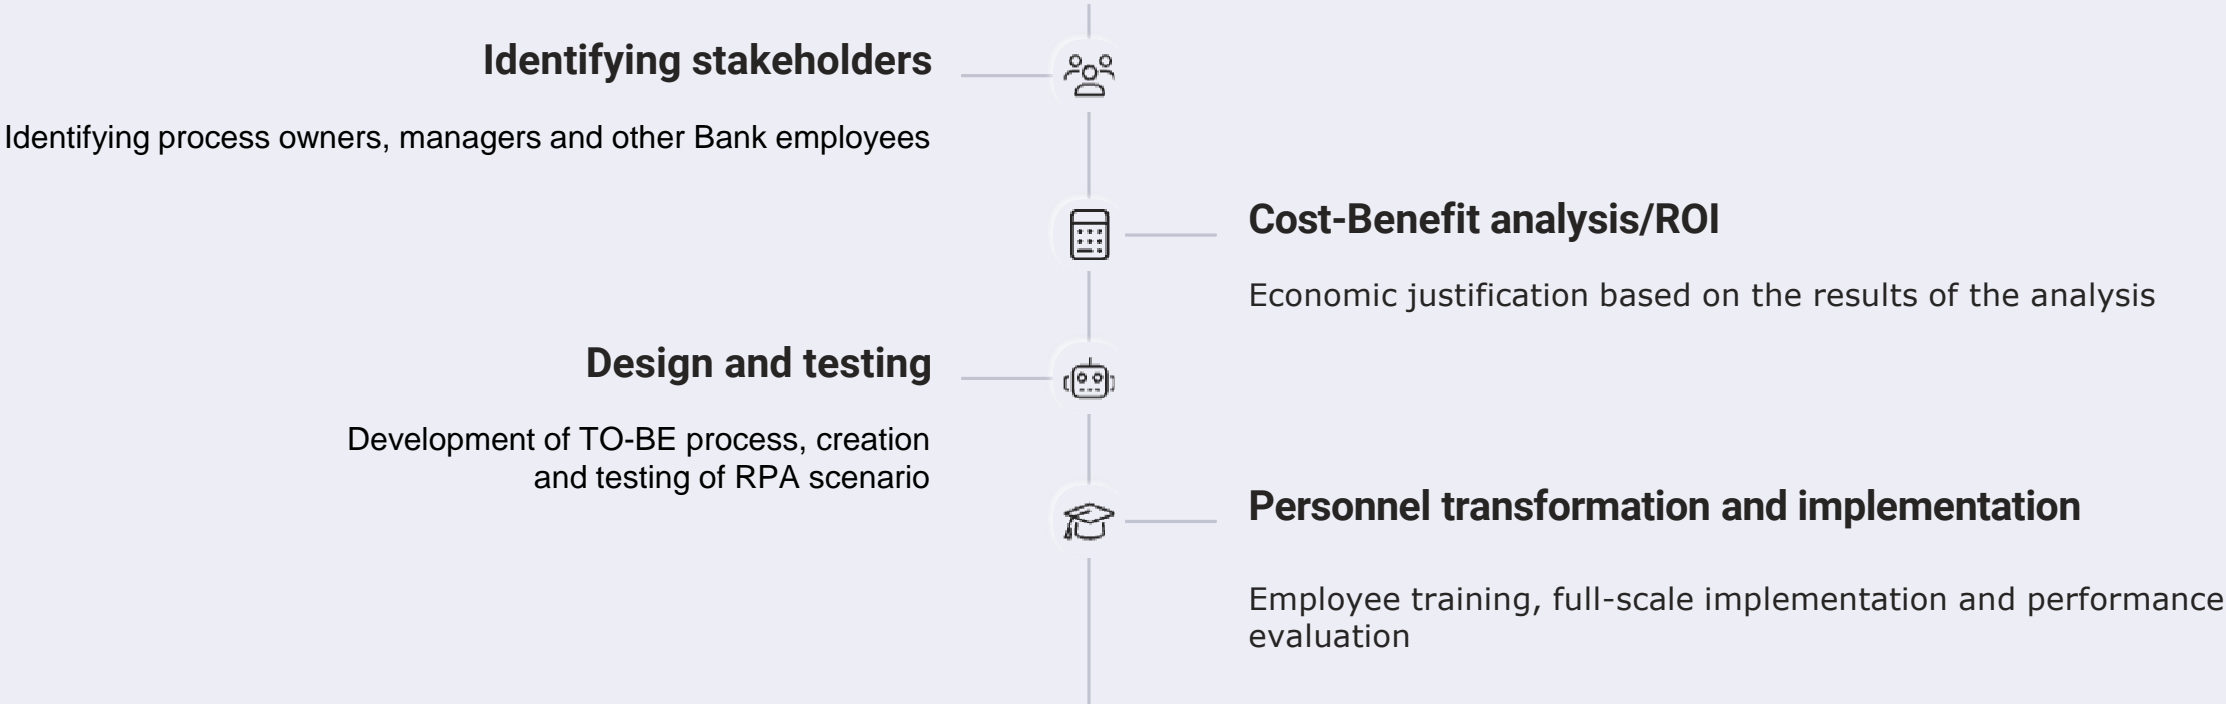 Identifying stakeholders
Identifying process owners, managers and other Bank employees
Cost-Benefit analysis/ROI
Economic justification based on the results of the analysis
Design and testing
Development of TO-BE process, creation
and testing of RPA scenario
Personnel transformation and implementation
Employee training, full-scale implementation and performance
evaluation